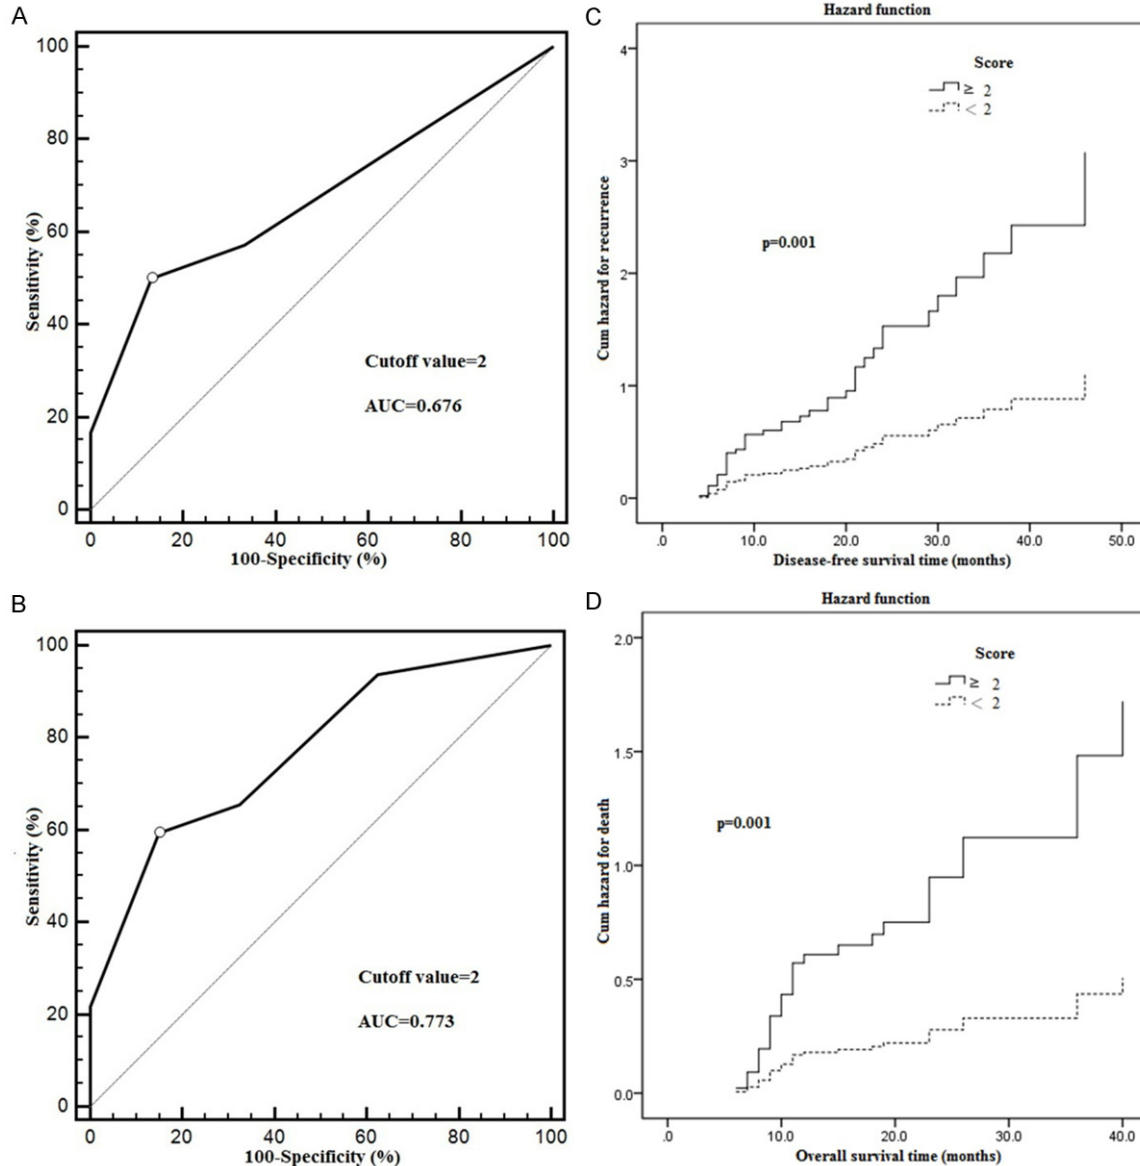 A
100
80
60
40
20
0
Sensitivity (%)
Cutoff value=2
AUC=0.676
0 20 40 60 80 100
100-Specificity (%)
C
Hazard function
4
3
2
1
0
Cum hazard for recurrence
Score
≥ 2
< 2
p=0.001
.0 10.0 20.0 30.0 40.0 50.0
Disease-free survival time (months)
B
100
80
60
40
20
0
Sensitivity (%)
Cutoff value=2
AUC=0.773
0 20 40 60 80 100
100-Specificity (%)
D
Hazard function
2.0
1.5
1.0
0.5
0.0
Cum hazard for death
Score
≥ 2
< 2
p=0.001
.0 10.0 20.0 30.0 40.0
Overall survival time (months)